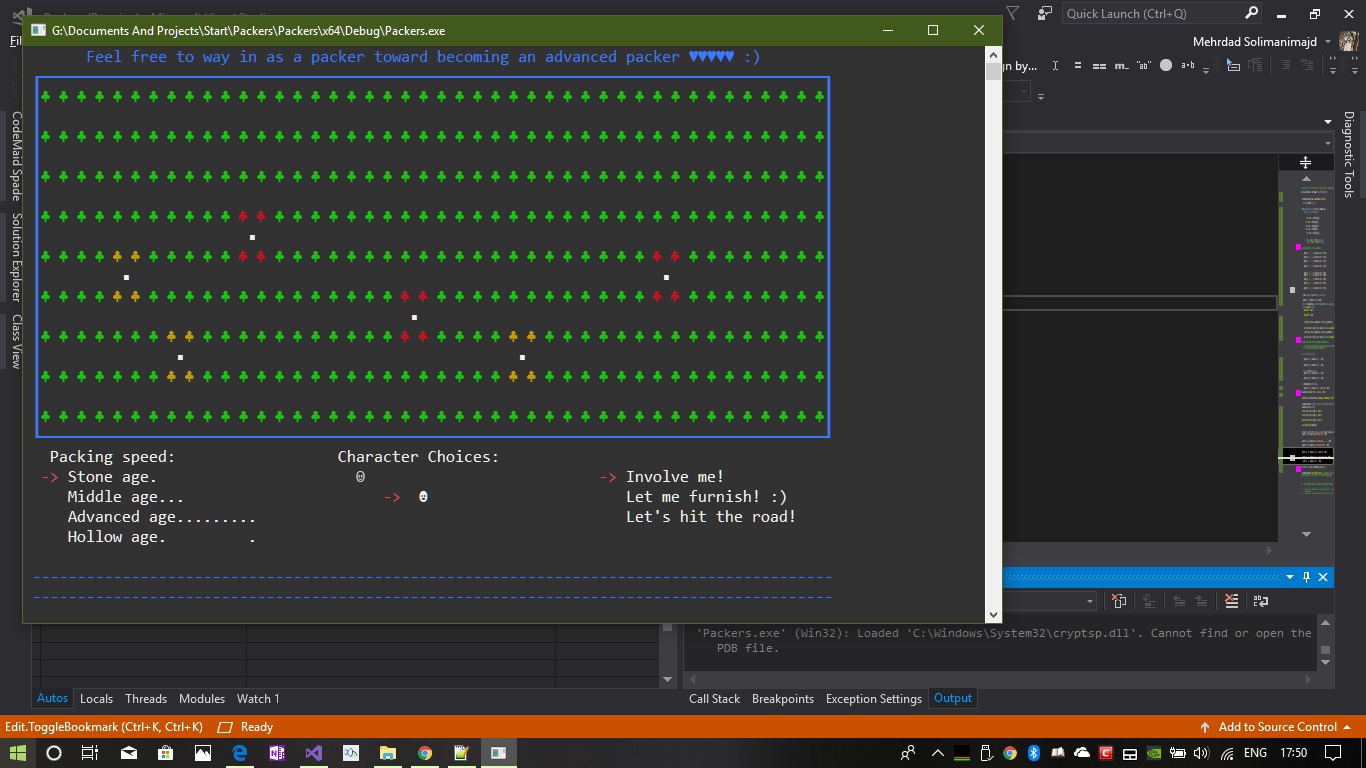 Quick Launch (Ctrl+Q)
G:\Documents And Projects\Start\Packers\Packers\x64\Debug\Packers.exe
Mehrdad Solimanimajd
Feel free to way in as a packer toward becoming an advanced packer ♥♥♥♥♥ :)
CodeMaid Spade
Solution Explorer
Class View
Diagnostic Tools
Packing speed:
Character Choices:
-> Stone age.
-> Involve me!
Middle age...
->
Let me furnish! :)
Advanced age.........
Let's hit the road!
Hollow age. .
'Packers.exe' (Win32): Loaded 'C:\Windows\System32\cryptsp.dll'. Cannot find or open the
PDB file.
Autos Locals Threads Modules Watch 1
Call Stack Breakpoints Exception Settings Output
Edit.ToggleBookmark (Ctrl+K, Ctrl+K) Ready
Add to Source Control
ENG 17:50